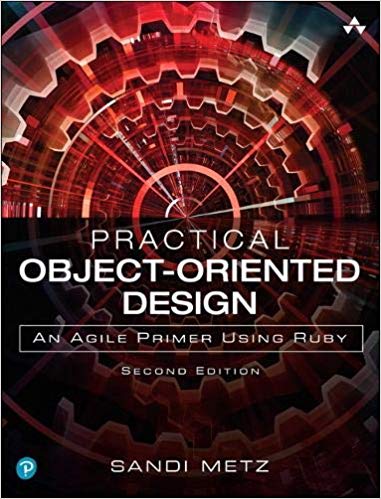 PRACTICAL
OBJECT-ORIENTED
DESIGN
AN AGILE PRIMER USING RUBY
SECOND EDITION
P
SANDI METZ